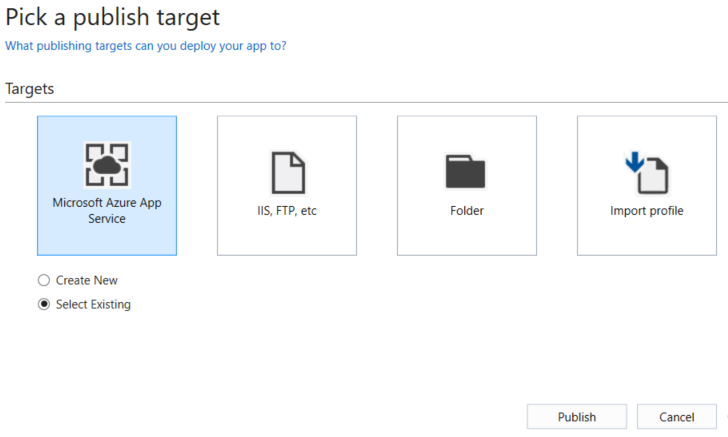 Pick a publish target
What publishing targets can you deploy your app to?
Targets
Microsoft Azure App
Service
IIS, FTP, etc
Folder
Import profile
Create New
Select Existing
Publish
Cancel